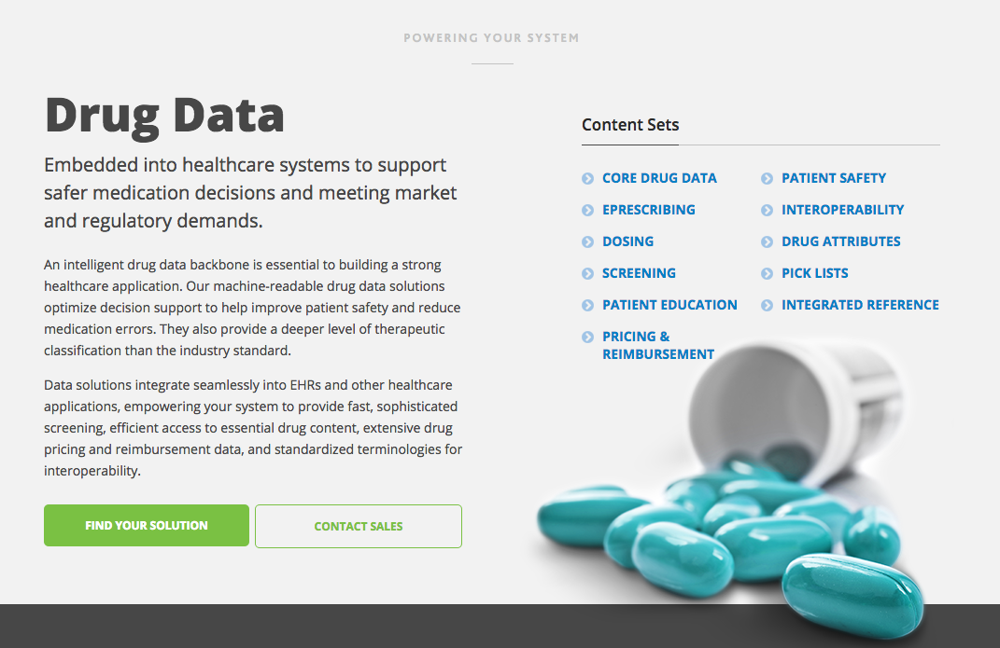 POWERING YOUR SYSTEM
Drug Data
Embedded into healthcare systems to support
safer medication decisions and meeting market
and regulatory demands.
An intelligent drug data backbone is essential to building a strong
healthcare application. Our machine-readable drug data solutions
optimize decision support to help improve patient safety and reduce
medication errors. They also provide a deeper level of therapeutic
classification than the industry standard.
Data solutions integrate seamlessly into EHRs and other healthcare
applications, empowering your system to provide fast, sophisticated
screening, efficient access to essential drug content, extensive drug
pricing and reimbursement data, and standardized terminologies for
interoperability.
FIND YOUR SOLUTION
CONTACT SALES
Content Sets
CORE DRUG DATA
EPRESCRIBING
DOSING
SCREENING
PATIENT EDUCATION
PRICING &
REIMBURSEMENT
PATIENT SAFETY
INTEROPERABILITY
DRUG ATTRIBUTES
PICK LISTS
INTEGRATED REFERENCE